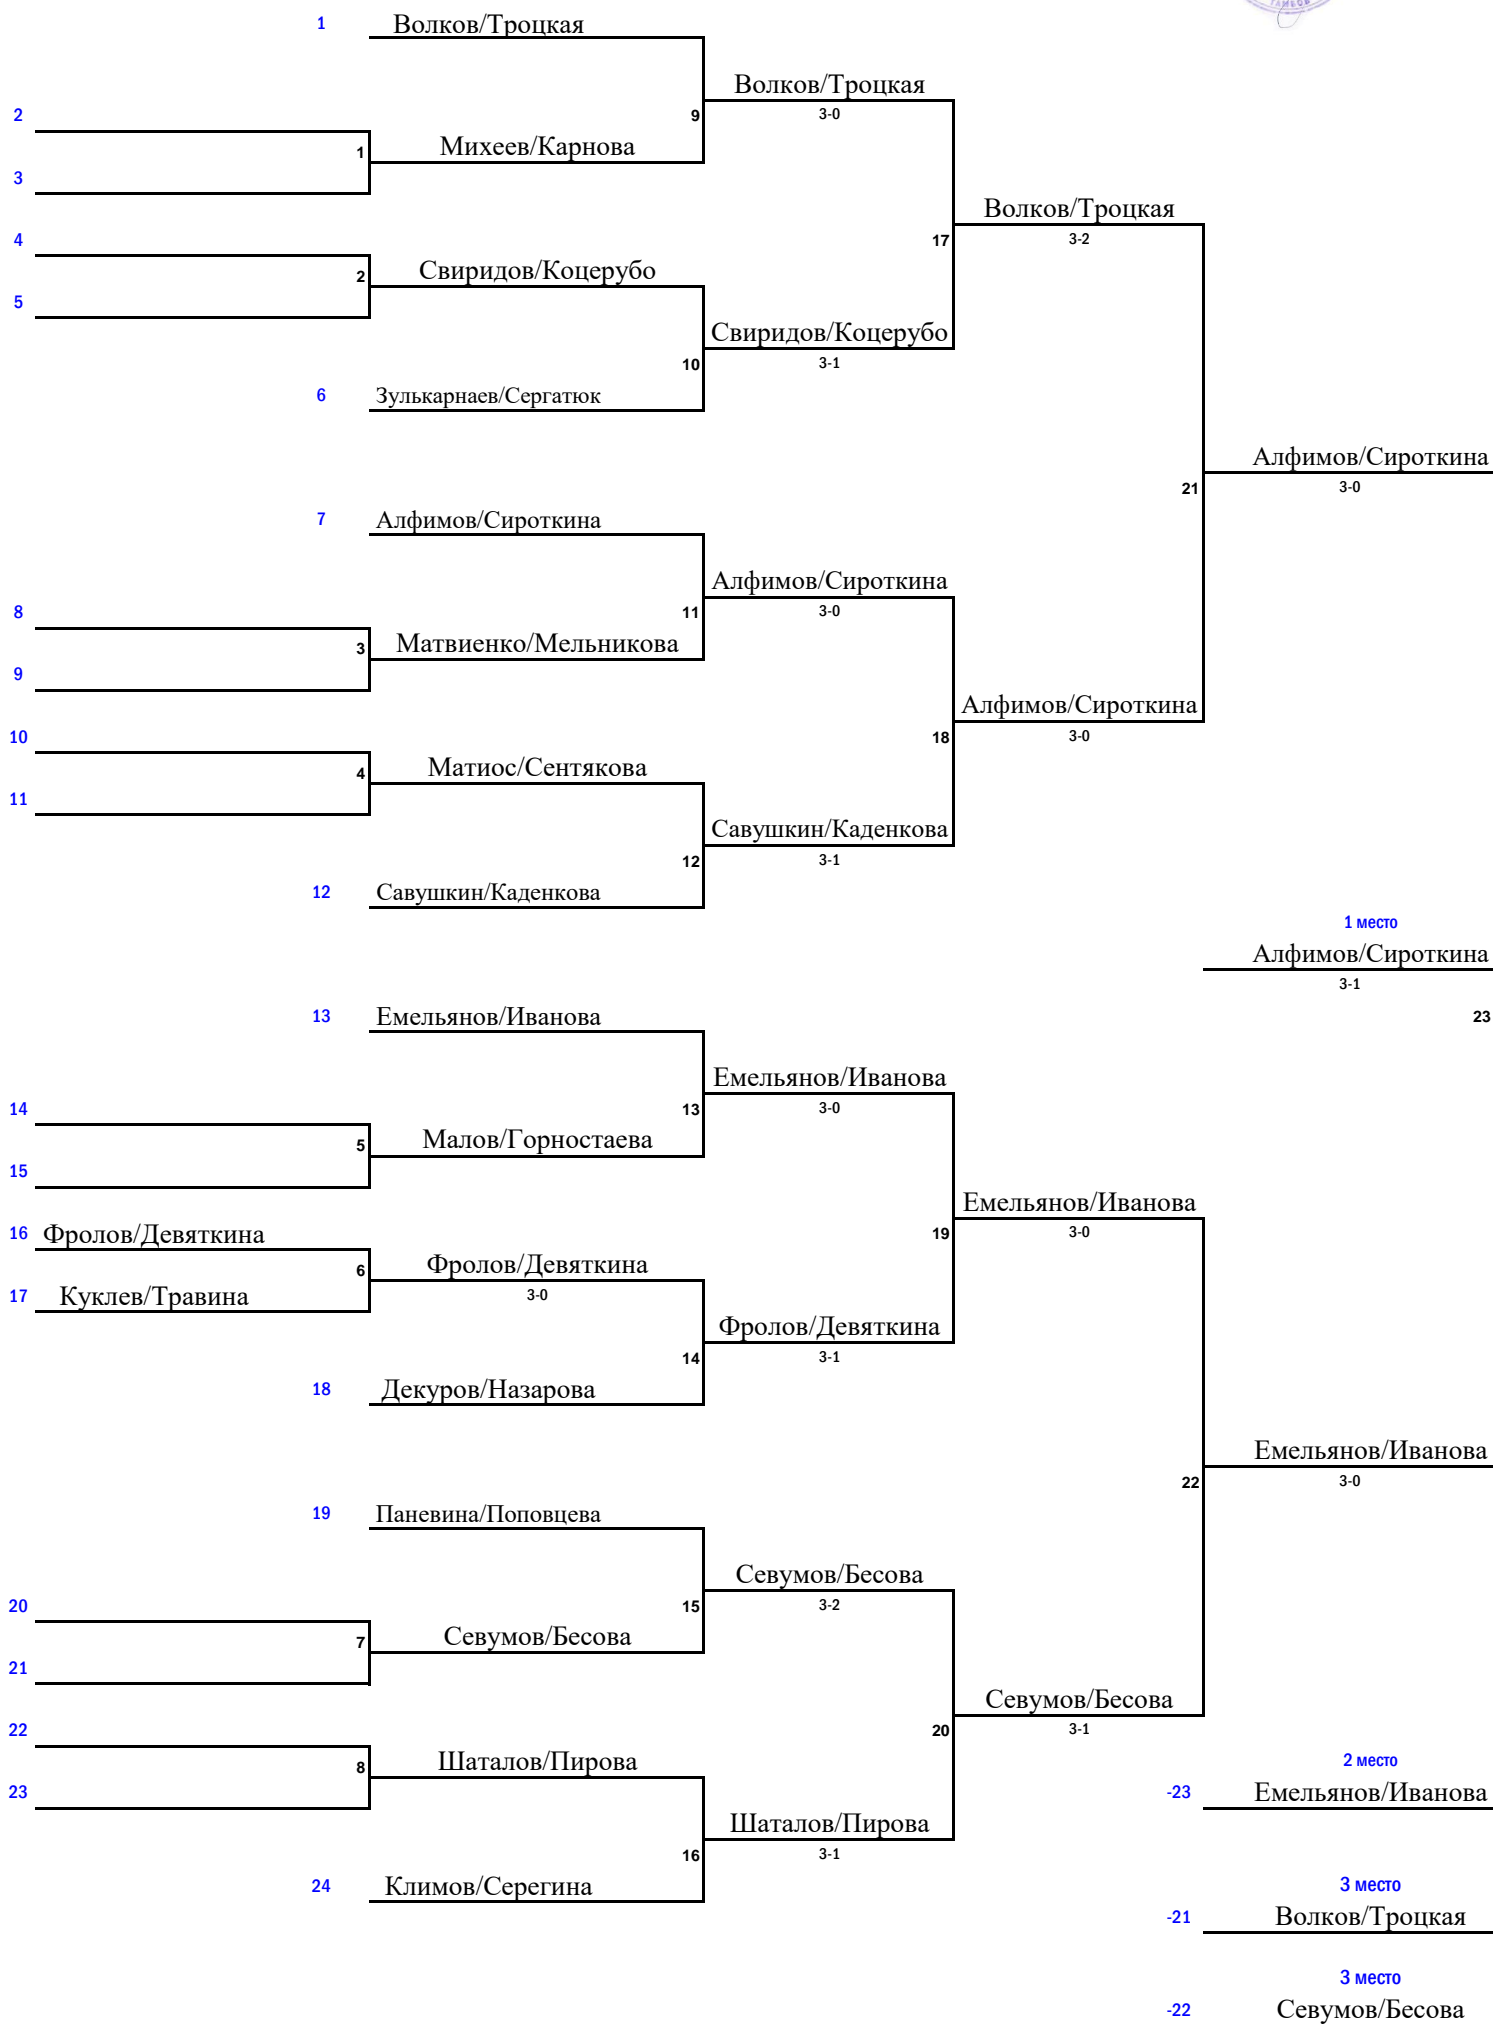 ТАМБОВ
1 Волков/Троцкая
Волков/Троцкая
2 9 3-0
1 Михеев/Карнова
3
Волков/Троцкая
4 17 3-2
2 Свиридов/Коцерубо
5
Свиридов/Коцерубо
10 3-1
6 Зулькарнаев/Сергатюк
Алфимов/Сироткина
21 3-0
7 Алфимов/Сироткина
Алфимов/Сироткина
8 11 3-0
3 Матвиенко/Мельникова
9
Алфимов/Сироткина
10 18 3-0
4 Матиос/Сентякова
11
Савушкин/Каденкова
12 3-1
12 Савушкин/Каденкова
1 место
Алфимов/Сироткина
3-1
13 Емельянов/Иванова 23
Емельянов/Иванова
14 13 3-0
5 Малов/Горностаева
15
Емельянов/Иванова
16 Фролов/Девяткина 19 3-0
6 Фролов/Девяткина
17 Куклев/Травина 3-0
Фролов/Девяткина
14 3-1
18 Декуров/Назарова
Емельянов/Иванова
22 3-0
19 Паневина/Поповцева
Севумов/Бесова
20 15 3-2
7 Севумов/Бесова
21
Севумов/Бесова
22 20 3-1
8 Шаталов/Пирова 2 место
23 -23 Емельянов/Иванова
Шаталов/Пирова
16 3-1
24 Климов/Серегина 3 место
-21 Волков/Троцкая
3 место
-22 Севумов/Бесова